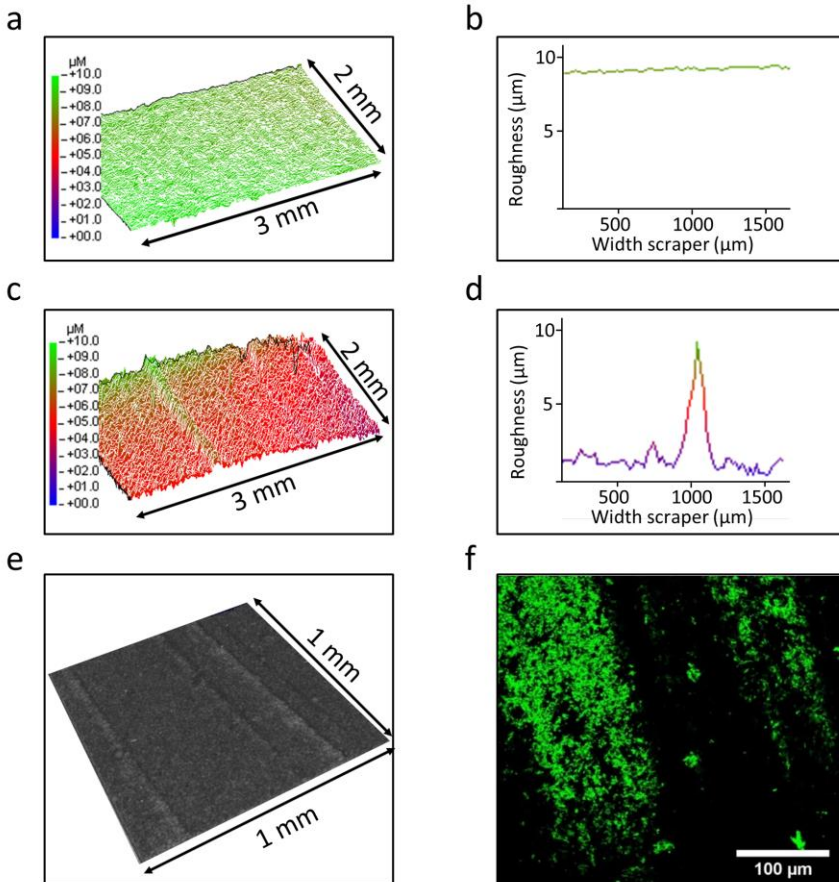 a
µM
+10.0
+09.0
+08.0
+07.0
+06.0
+05.0
+04.0
+03.0
+02.0
+01.0
+00.0
2 mm
3 mm
b
Roughness (µm)
10
5
500
1000
1500
Width scraper (µm)
c
µM
+10.0
+09.0
+08.0
+07.0
+06.0
+05.0
+04.0
+03.0
+02.0
+01.0
+00.0
2 mm
3 mm
d
Roughness (µm)
10
5
500
1000
1500
Width scraper (µm)
e
1 mm
1 mm
f
100 µm